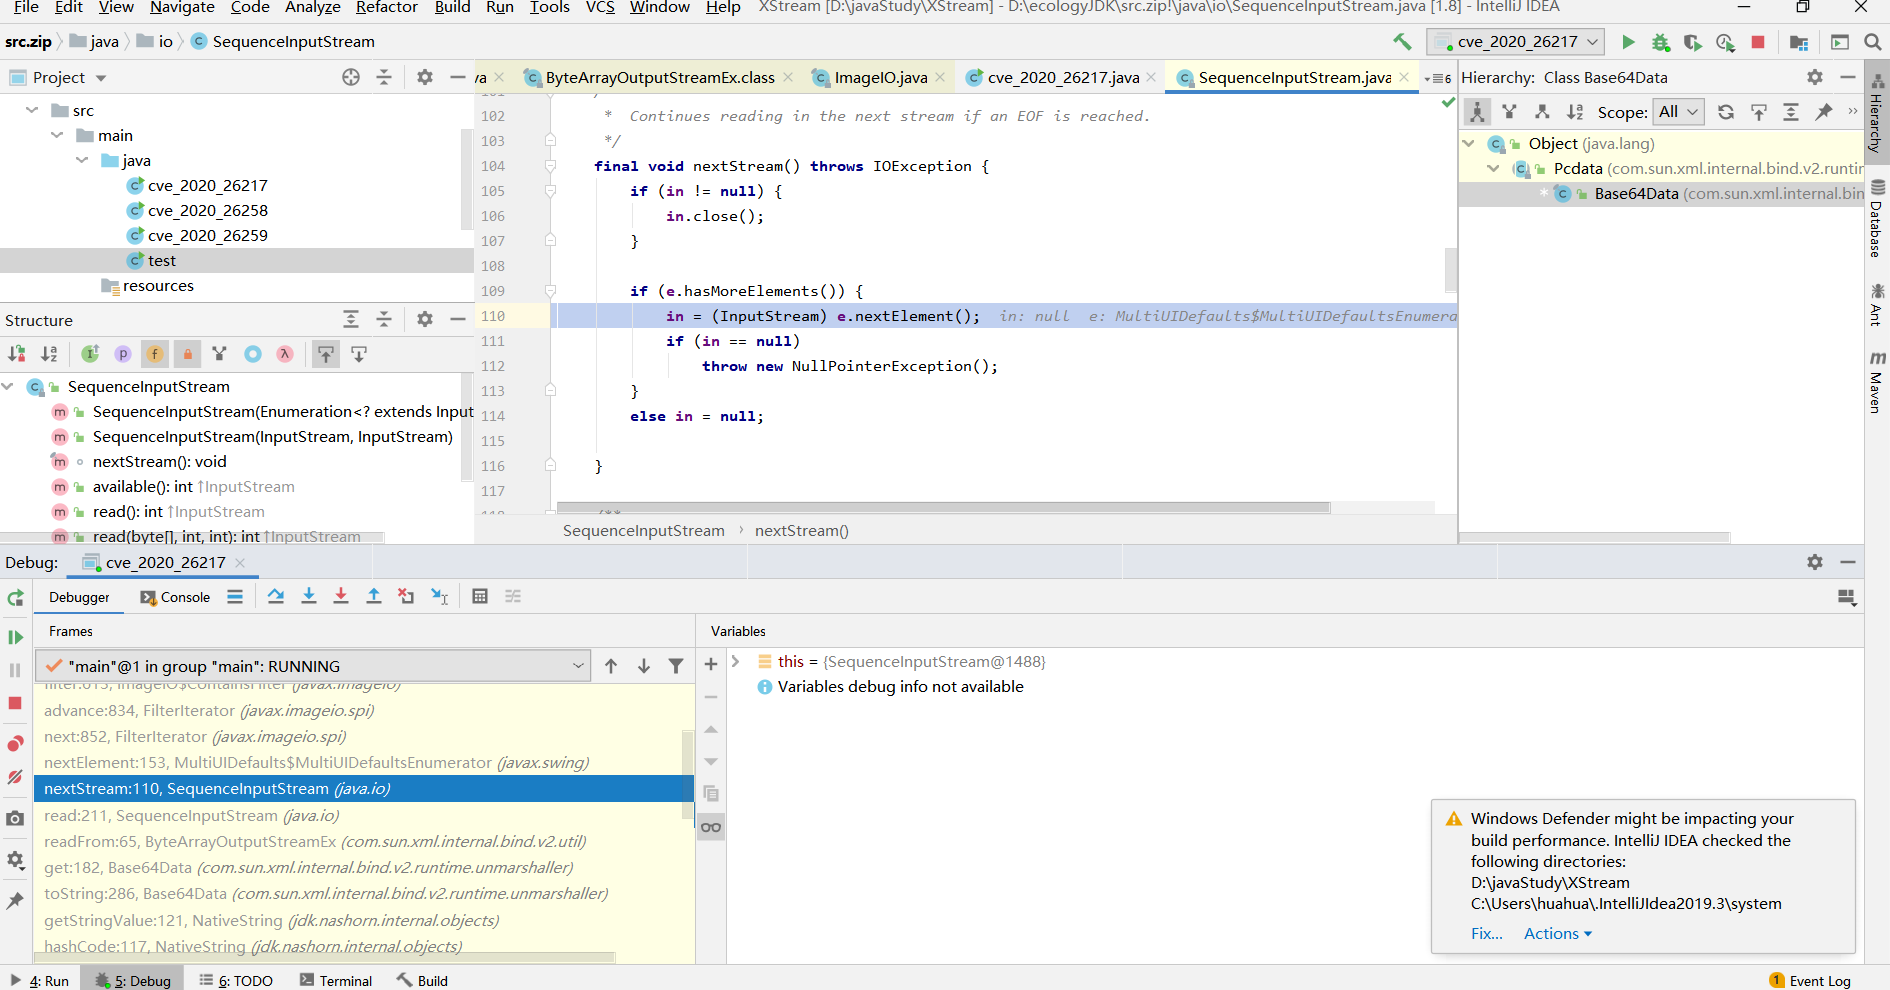 File Edit View Navigate Code Analyze Refactor Build Run Tools VCS Window Help XStream [D:\javaStudy\XStream] - D:\ecologyJDK\src.zip!\java\io\SequenceInputStream.java [1.8] - IntelliJ IDEA
src.zip java io SequenceInputStream cve_2020_26217
Project
va ByteArrayOutputStreamEx.class ImageIO.java cve_2020_26217.java SequenceInputStream.java 6
Hierarchy: Class Base64Data
src
main
java
cve_2020_26217
cve_2020_26258
cve_2020_26259
test
resources
Structure
SequenceInputStream
SequenceInputStream(Enumeration<? extends Input
SequenceInputStream(InputStream, InputStream)
nextStream(): void
available(): int ↑InputStream
read(): int ↑InputStream
read(byte[], int, int): int ↑InputStream
102 * Continues reading in the next stream if an EOF is reached.
103 */
104 final void nextStream() throws IOException {
105 if (in != null) {
106 in.close();
107 }
108
109 if (e.hasMoreElements()) {
110 in = (InputStream) e.nextElement(); in: null e: MultiUIDefaults$MultiUIDefaultsEnumera
111 if (in == null)
112 throw new NullPointerException();
113 }
114 else in = null;
115
116 }
117
118 /**
SequenceInputStream › nextStream()
Scope: All
Object (java.lang)
Pcdata (com.sun.xml.internal.bind.v2.runtin
* Base64Data (com.sun.xml.internal.bin
Hierarchy
Database
Ant
Maven
Debug: cve_2020_26217
Debugger Console
Frames
"main"@1 in group "main": RUNNING
filter:613, ImageIO$ContainsFilter (javax.imageio)
advance:834, FilterIterator (javax.imageio.spi)
next:852, FilterIterator (javax.imageio.spi)
nextElement:153, MultiUIDefaults$MultiUIDefaultsEnumerator (javax.swing)
nextStream:110, SequenceInputStream (java.io)
read:211, SequenceInputStream (java.io)
readFrom:65, ByteArrayOutputStreamEx (com.sun.xml.internal.bind.v2.util)
get:182, Base64Data (com.sun.xml.internal.bind.v2.runtime.unmarshaller)
toString:286, Base64Data (com.sun.xml.internal.bind.v2.runtime.unmarshaller)
getStringValue:121, NativeString (jdk.nashorn.internal.objects)
hashCode:117, NativeString (jdk.nashorn.internal.objects)
Variables
this = {SequenceInputStream@1488}
Variables debug info not available
Windows Defender might be impacting your
build performance. IntelliJ IDEA checked the
following directories:
D:\javaStudy\XStream
C:\Users\huahua\.IntelliJIdea2019.3\system
Fix... Actions
4: Run 5: Debug 6: TODO Terminal Build 1 Event Log